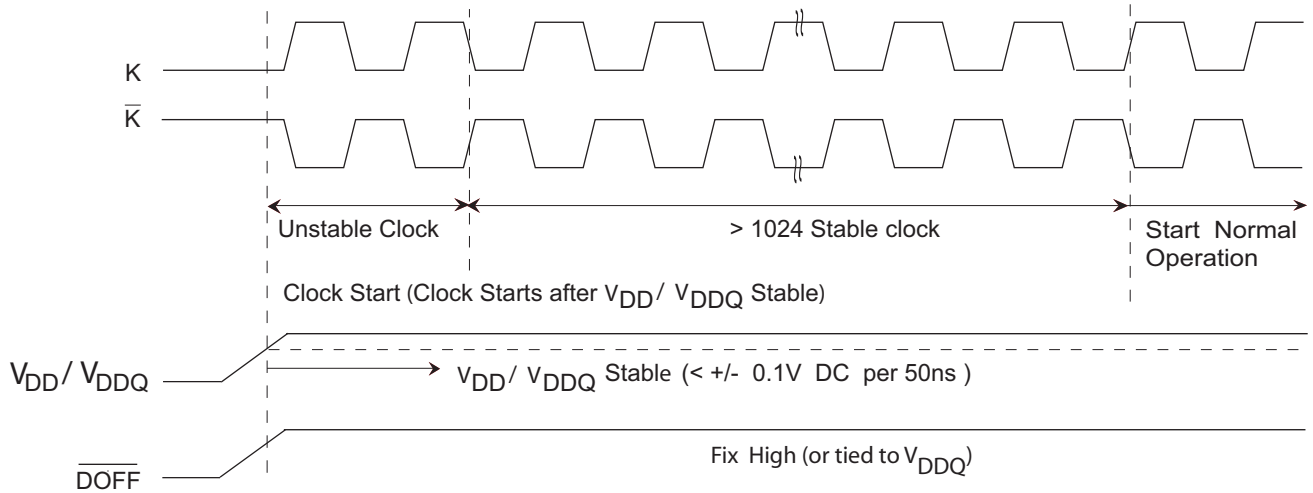 K
K̅
Unstable Clock
> 1024 Stable clock
Start Normal
Operation
Clock Start (Clock Starts after VDD/ VDDQ Stable)
VDD/ VDDQ
VDD/ VDDQ Stable (< +/- 0.1V DC per 50ns )
Fix High (or tied to VDDQ)
D̅O̅F̅F̅